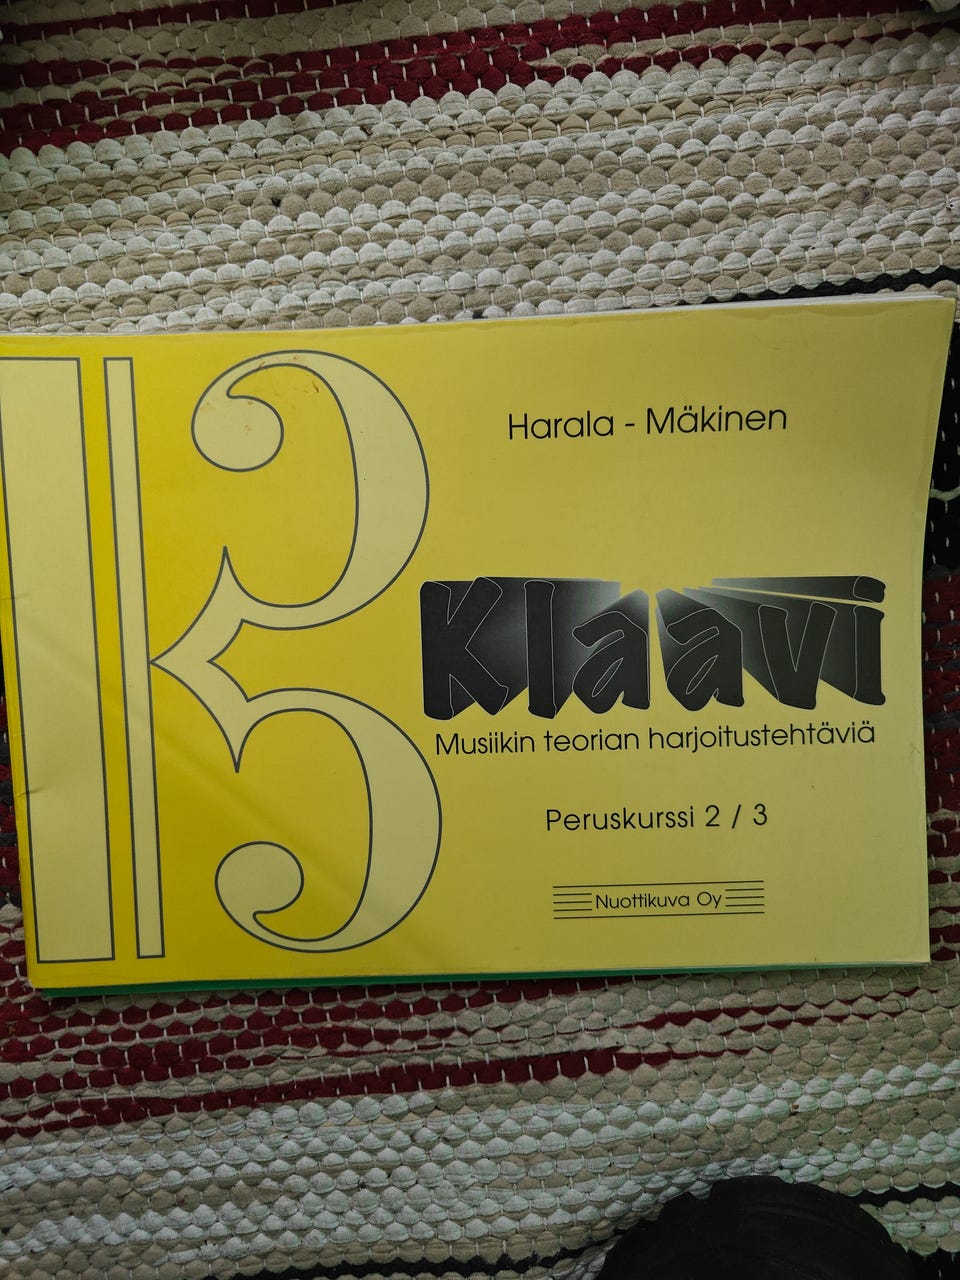 Harala - Mäkinen
Klaavi
Musiikin teorian harjoitustehtäviä
Peruskurssi 2 / 3
Nuottikuva Oy